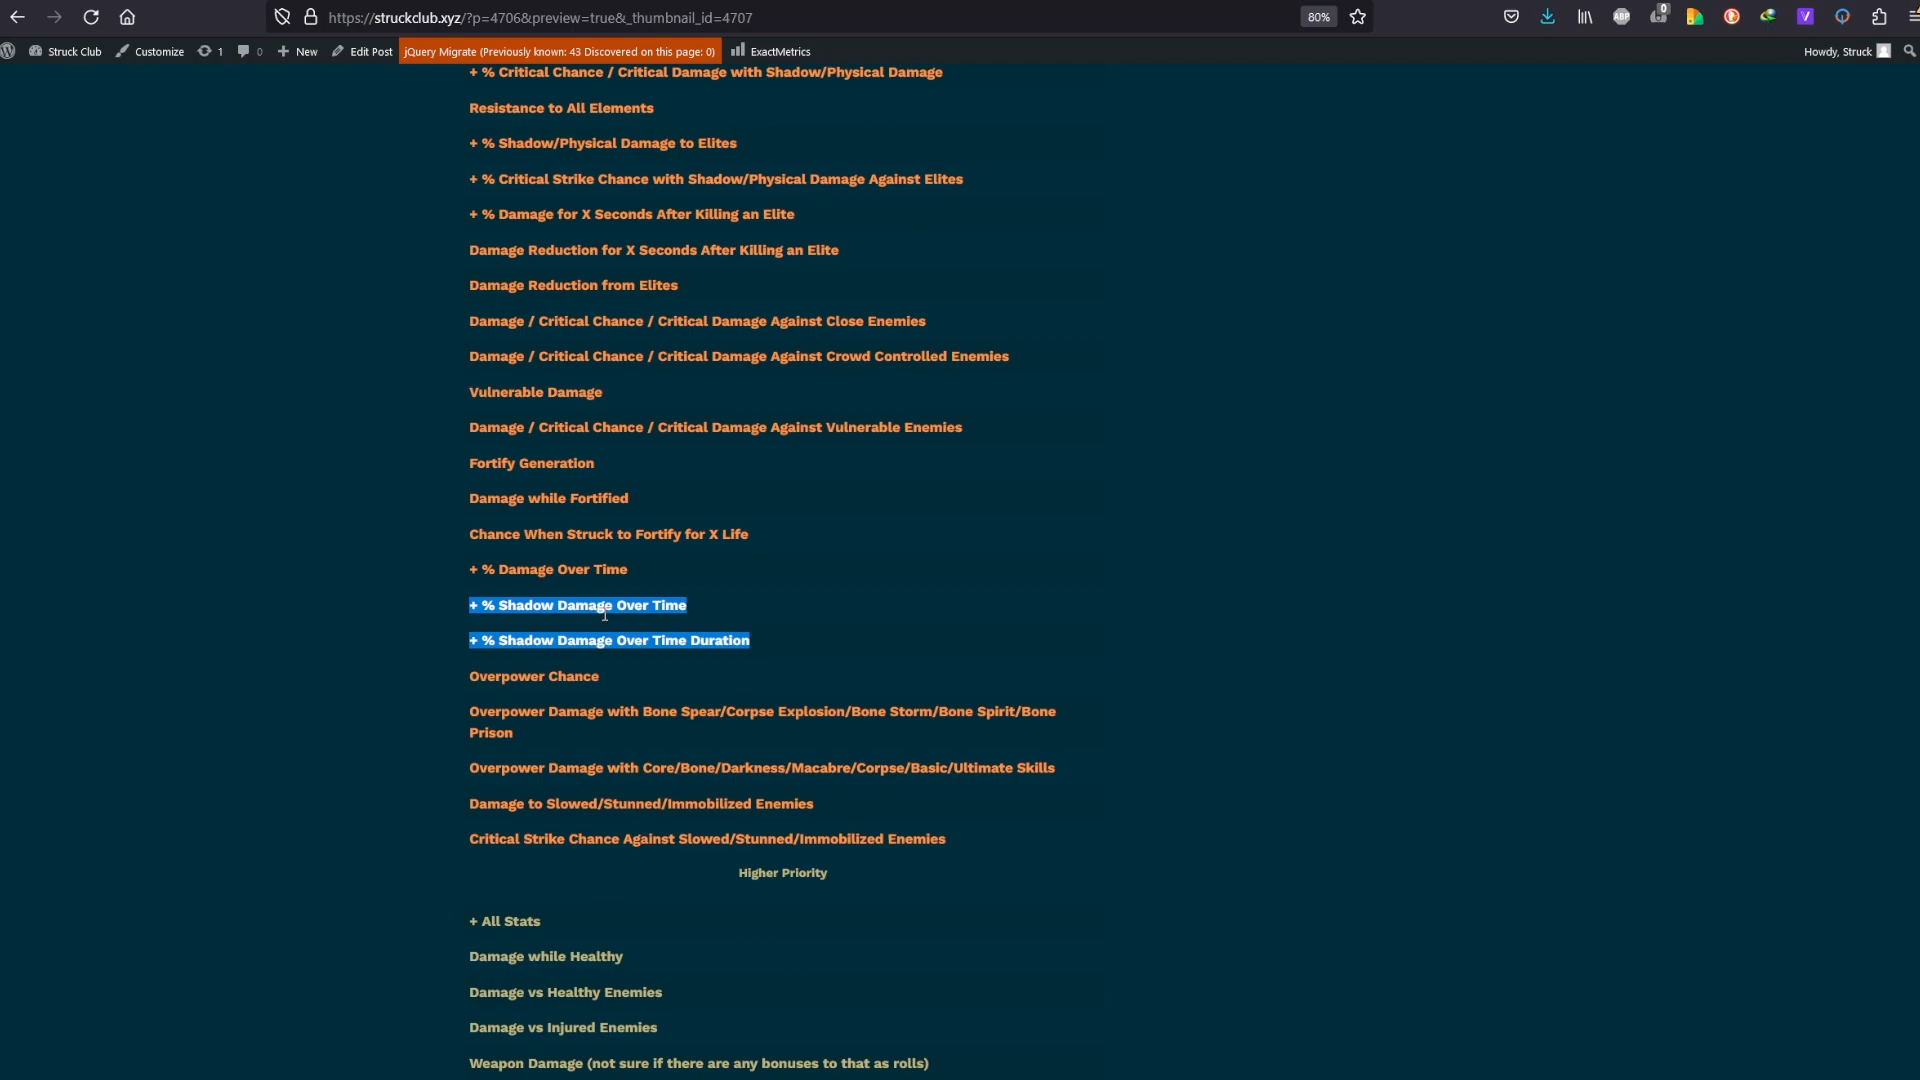 https://struckclub.xyz/?p=4706&preview=true&_thumbnail_id=4707
80%
ABP
0
V
Struck Club
Customize
1
0
New
Edit Post
jQuery Migrate (Previously known: 43 Discovered on this page: 0)
ExactMetrics
Howdy, Struck
+ % Critical Chance / Critical Damage with Shadow/Physical Damage
Resistance to All Elements
+ % Shadow/Physical Damage to Elites
+ % Critical Strike Chance with Shadow/Physical Damage Against Elites
+ % Damage for X Seconds After Killing an Elite
Damage Reduction for X Seconds After Killing an Elite
Damage Reduction from Elites
Damage / Critical Chance / Critical Damage Against Close Enemies
Damage / Critical Chance / Critical Damage Against Crowd Controlled Enemies
Vulnerable Damage
Damage / Critical Chance / Critical Damage Against Vulnerable Enemies
Fortify Generation
Damage while Fortified
Chance When Struck to Fortify for X Life
+ % Damage Over Time
+ % Shadow Damage Over Time
+ % Shadow Damage Over Time Duration
Overpower Chance
Overpower Damage with Bone Spear/Corpse Explosion/Bone Storm/Bone Spirit/Bone
Prison
Overpower Damage with Core/Bone/Darkness/Macabre/Corpse/Basic/Ultimate Skills
Damage to Slowed/Stunned/Immobilized Enemies
Critical Strike Chance Against Slowed/Stunned/Immobilized Enemies
Higher Priority
+ All Stats
Damage while Healthy
Damage vs Healthy Enemies
Damage vs Injured Enemies
Weapon Damage (not sure if there are any bonuses to that as rolls)